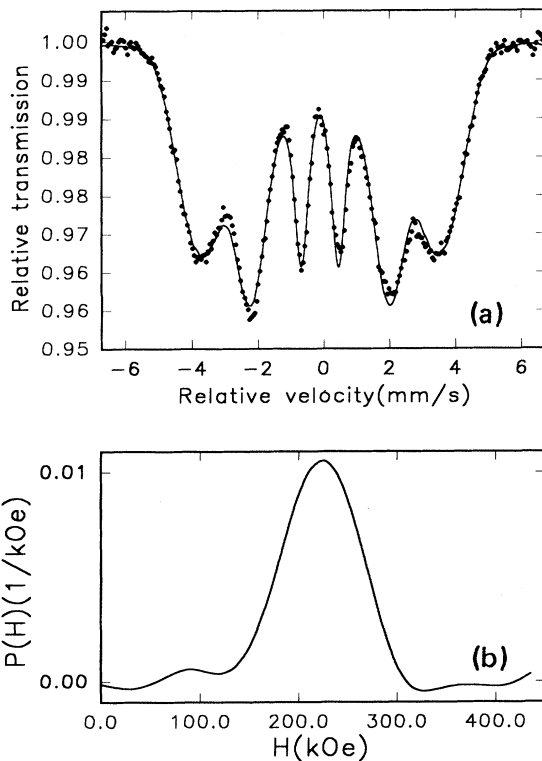 1.00
0.99
0.99
0.98
0.97
0.97
0.96
0.96
0.95
Relative transmission
(a)
−6 −4 −2 0 2 4 6
Relative velocity(mm/s)
0.01
0.00
P(H)(1/kOe)
(b)
0.0 100.0 200.0 300.0 400.0
H(kOe)